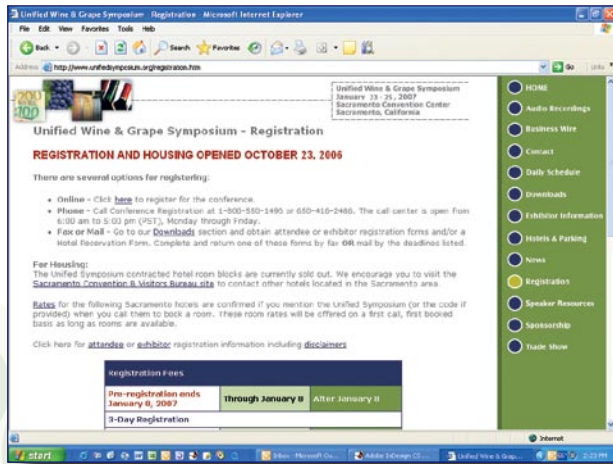 Unified Wine & Grape Symposium - Registration - Microsoft Internet Explorer
File Edit View Favorites Tools Help
Back Search Favorites
Address http://www.unifiedsymposium.org/registration.htm Go Links
Unified Wine & Grape Symposium
January 23 - 25, 2007
Sacramento Convention Center
Sacramento, California
Unified Wine & Grape Symposium - Registration
REGISTRATION AND HOUSING OPENED OCTOBER 23, 2006
There are several options for registering:
Online - Click here to register for the conference.
Phone - Call Conference Registration at 1-800-550-1495 or 650-416-2486. The call center is open from
6:00 am to 5:00 pm (PST), Monday through Friday.
Fax or Mail - Go to our Downloads section and obtain attendee or exhibitor registration forms and/or a
Hotel Reservation Form. Complete and return one of these forms by fax OR mail by the deadlines listed.
For Housing:
The Unified Symposium contracted hotel room blocks are currently sold out. We encourage you to visit the
Sacramento Convention & Visitors Bureau site to contact other hotels located in the Sacramento area.
Rates for the following Sacramento hotels are confirmed if you mention the Unified Symposium (or the code if
provided) when you call them to book a room. These room rates will be offered on a first call, first booked
basis as long as rooms are available.
Click here for attendee or exhibitor registration information including disclaimers
Registration Fees
Pre-registration ends
January 8, 2007
Through January 8
After January 8
3-Day Registration
HOME
Audio Recordings
Business Wire
Contact
Daily Schedule
Downloads
Exhibitor Information
Hotels & Parking
News
Registration
Speaker Resources
Sponsorship
Trade Show
Internet
start
Inbox - Microsoft Ou...
Adobe InDesign CS ...
Unified Wine & Grap...
2:23 PM